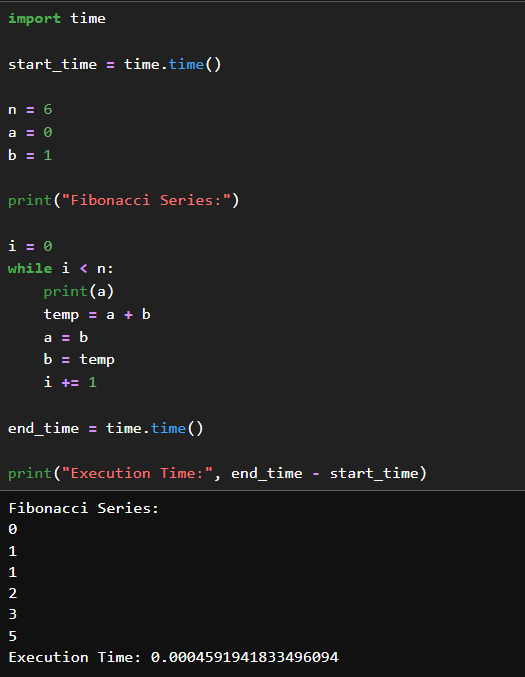 import time
start_time = time.time()
n = 6
a = 0
b = 1
print("Fibonacci Series:")
i = 0
while i < n:
    print(a)
    temp = a + b
    a = b
    b = temp
    i += 1
end_time = time.time()
print("Execution Time:", end_time - start_time)
Fibonacci Series:
0
1
1
2
3
5
Execution Time: 0.0004591941833496094